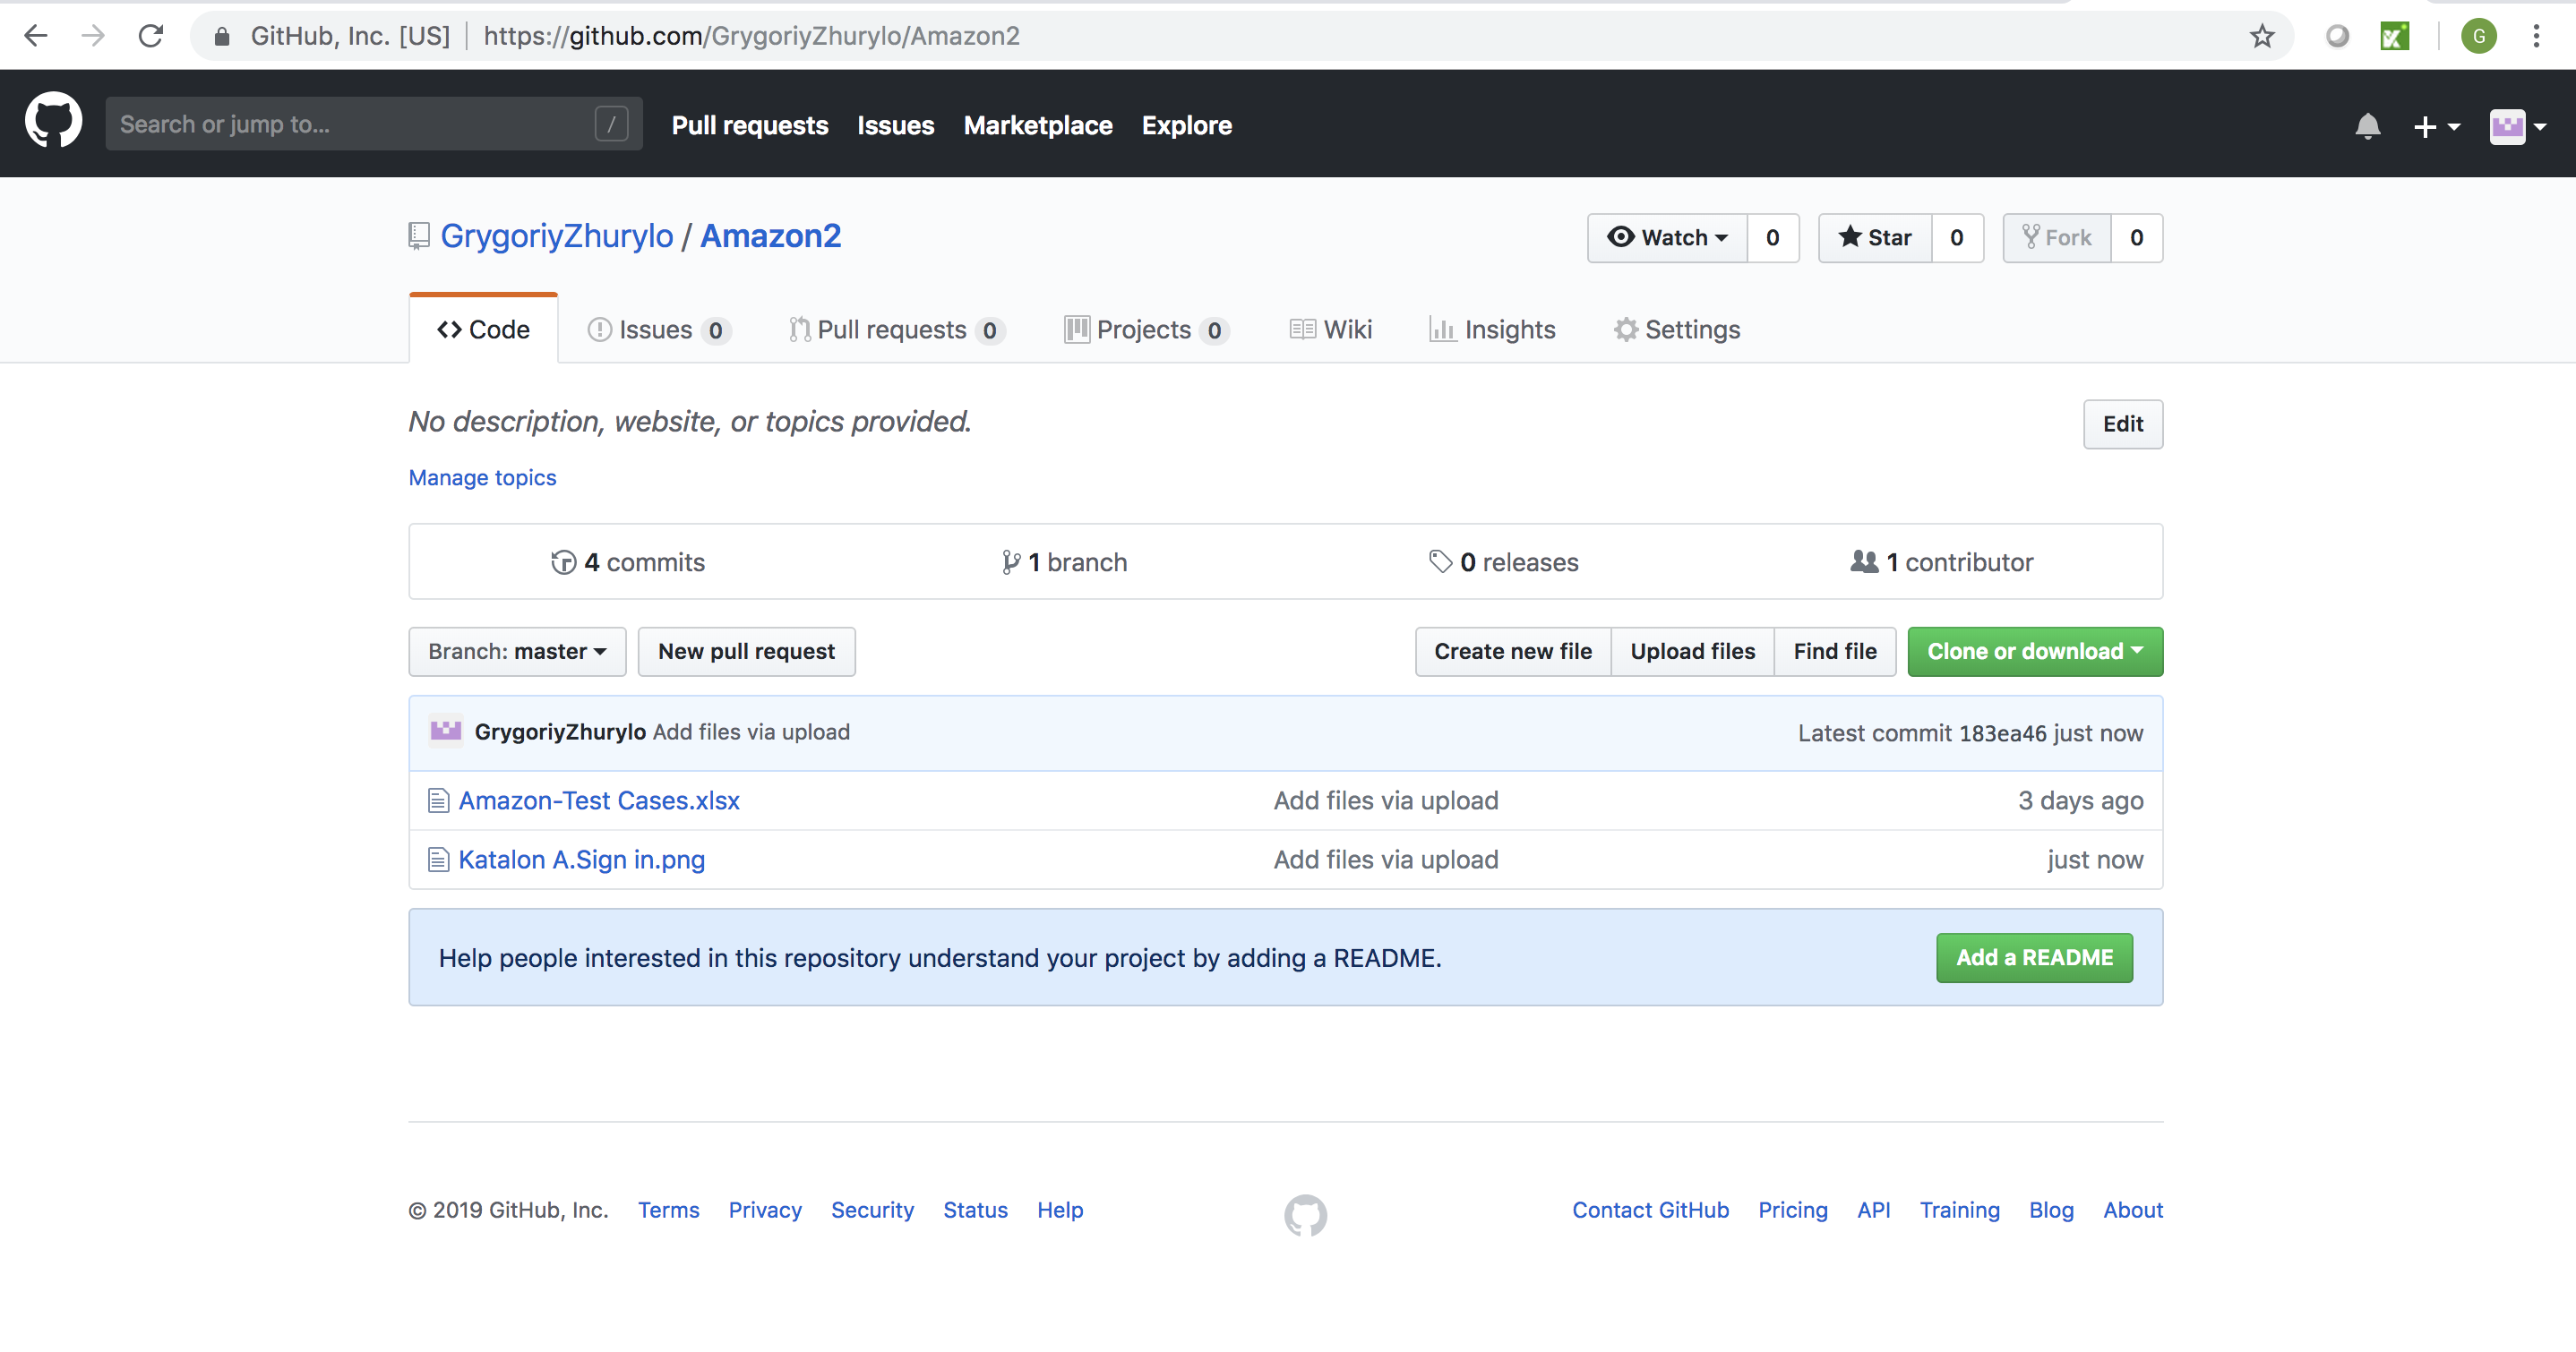 GitHub, Inc. [US] https://github.com/GrygoriyZhurylo/Amazon2 G
Search or jump to... / Pull requests Issues Marketplace Explore
GrygoriyZhurylo / Amazon2 Watch 0 Star 0 Fork 0
Code Issues 0 Pull requests 0 Projects 0 Wiki Insights Settings
No description, website, or topics provided. Edit
Manage topics
4 commits 1 branch 0 releases 1 contributor
Branch: master New pull request Create new file Upload files Find file Clone or download
GrygoriyZhurylo Add files via upload Latest commit 183ea46 just now
Amazon-Test Cases.xlsx Add files via upload 3 days ago
Katalon A.Sign in.png Add files via upload just now
Help people interested in this repository understand your project by adding a README. Add a README
© 2019 GitHub, Inc. Terms Privacy Security Status Help Contact GitHub Pricing API Training Blog About